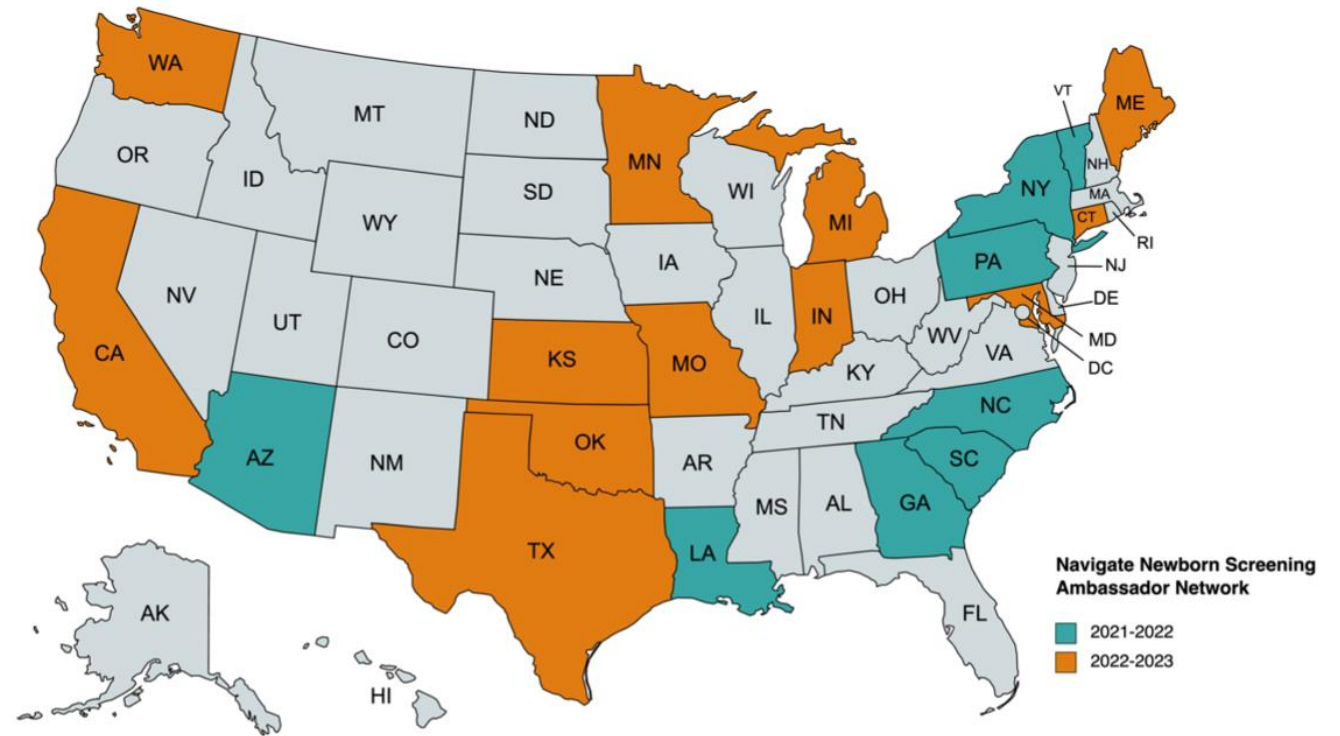 WA
MT
ND
MN
VT
ME
OR
ID
SD
WI
NH
NY
MA
WY
MI
CT
RI
IA
PA
NJ
NE
OH
DE
NV
IL
IN
UT
CO
WV
MD
VA
DC
CA
KS
MO
KY
NC
TN
OK
AZ
NM
AR
SC
MS
AL
GA
TX
LA
Navigate Newborn Screening
Ambassador Network
AK
FL
2021-2022
2022-2023
HI